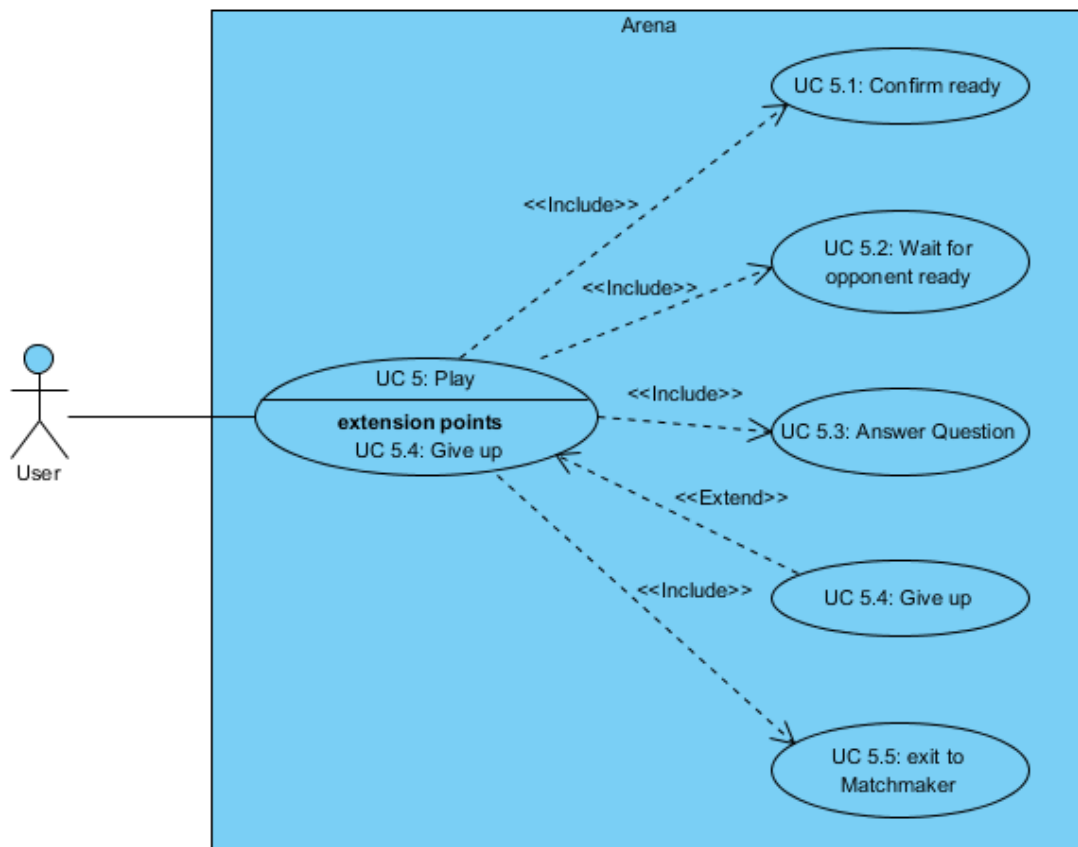 Arena
UC 5.1: Confirm ready
<<Include>>
UC 5.2: Wait for
opponent ready
<<Include>>
UC 5: Play
extension points
UC 5.4: Give up
<<Include>>
UC 5.3: Answer Question
User
<<Extend>>
<<Include>>
UC 5.4: Give up
UC 5.5: exit to
Matchmaker